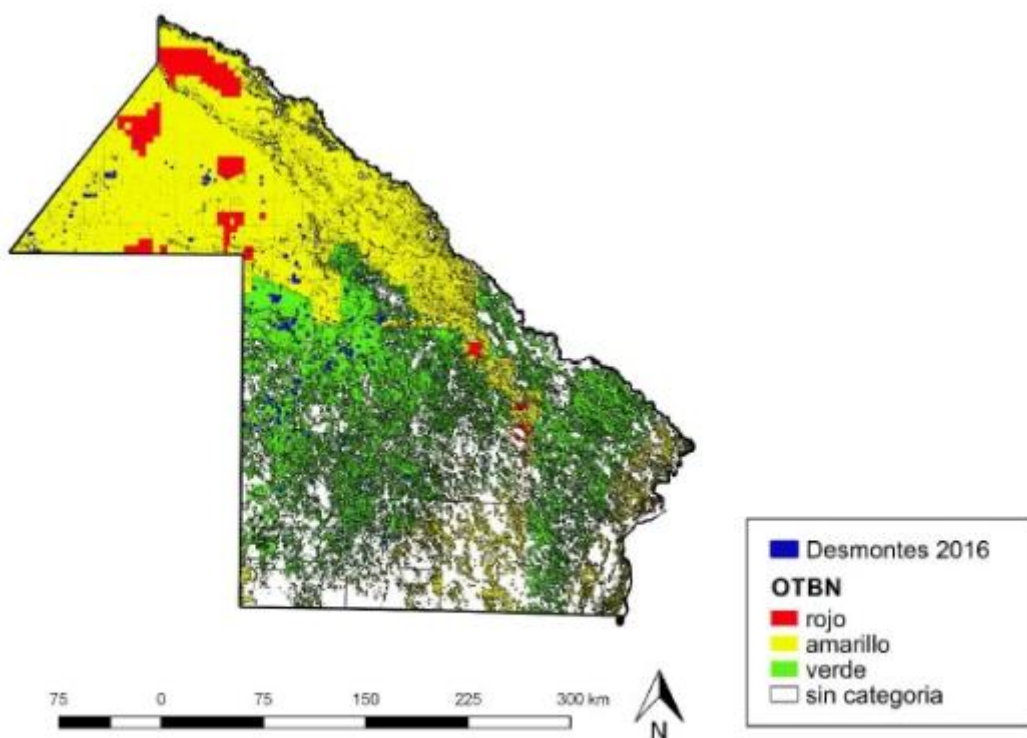 Desmontes 2016
OTBN
rojo
amarillo
verde
sin categoria
75 0 75 150 225 300 km
N